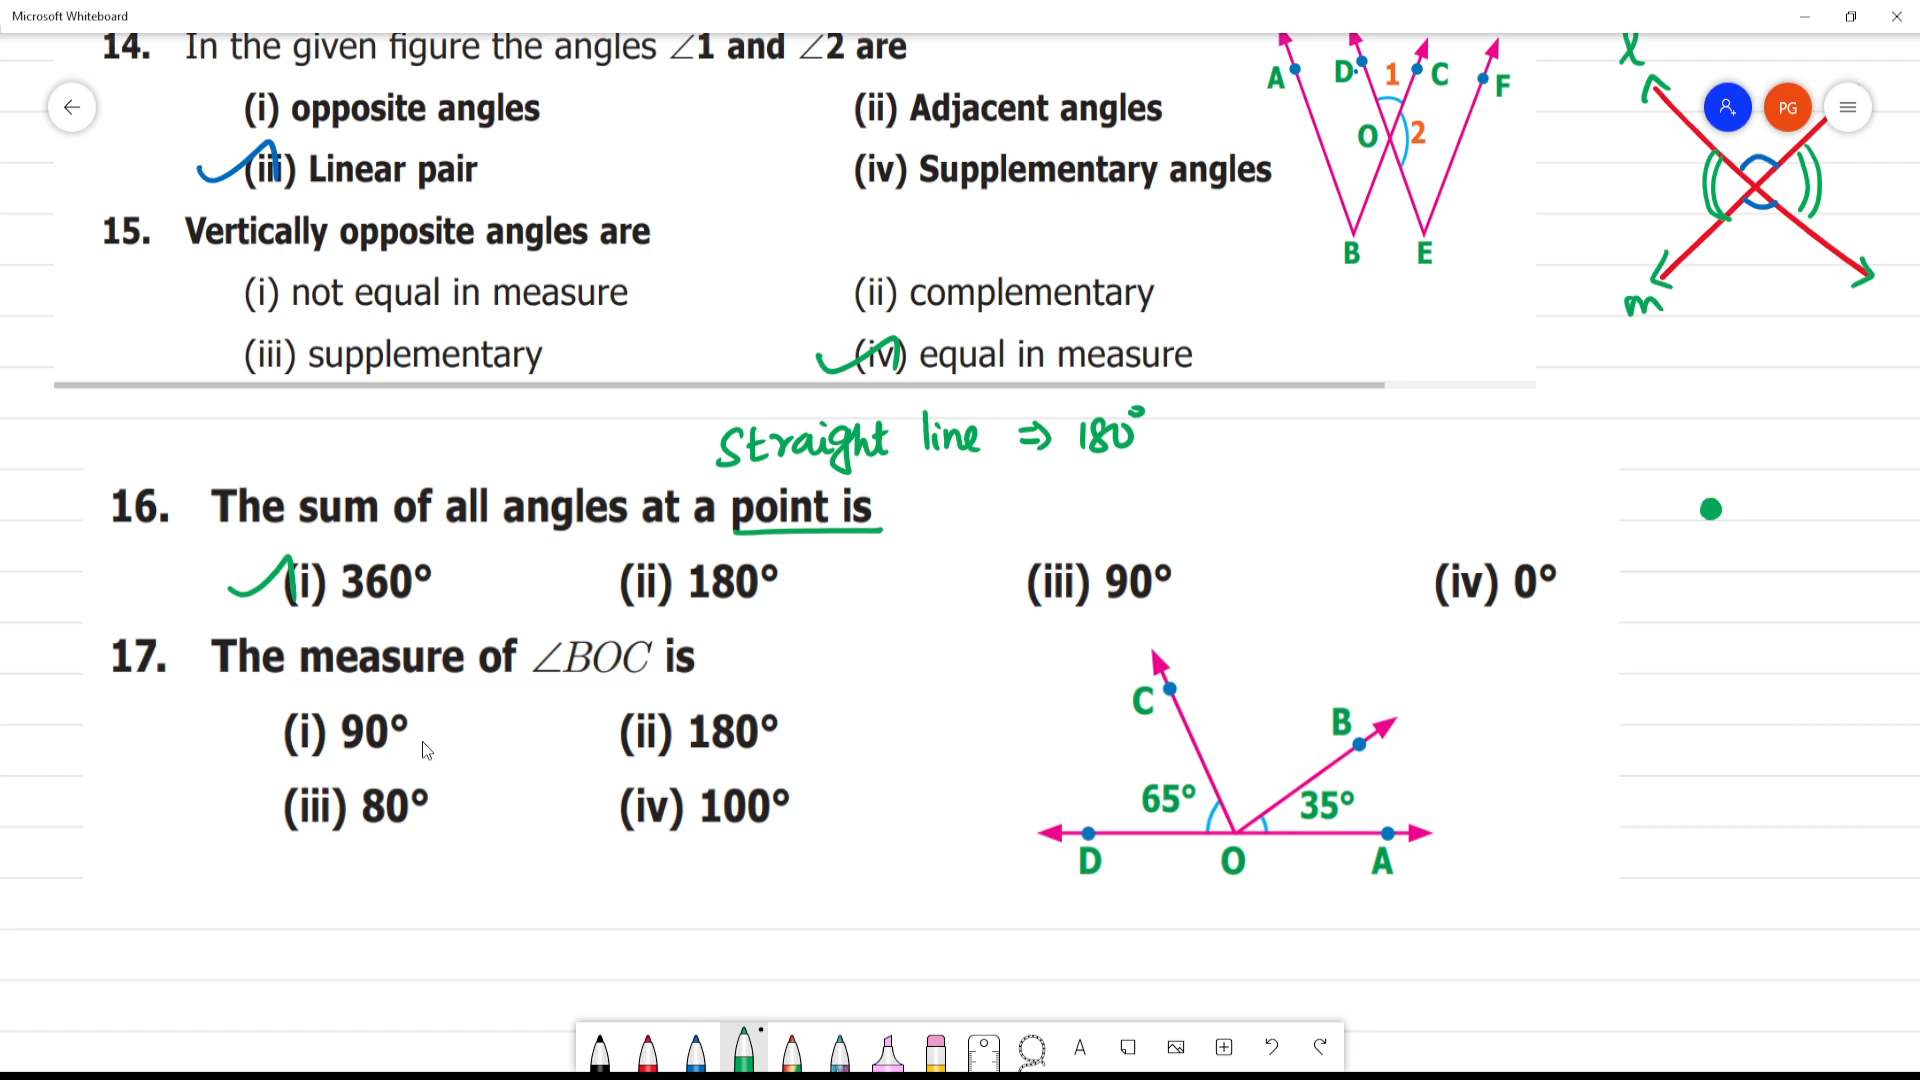 Microsoft Whiteboard
14. In the given figure the angles ∠1 and ∠2 are
(i) opposite angles (ii) Adjacent angles
(iii) Linear pair (iv) Supplementary angles
15. Vertically opposite angles are
(i) not equal in measure (ii) complementary
(iii) supplementary (iv) equal in measure
A D 1 C F
O 2
B E
l
PG
m
Straight line ⇒ 180°
16. The sum of all angles at a point is
(i) 360° (ii) 180° (iii) 90° (iv) 0°
17. The measure of ∠BOC is
(i) 90° (ii) 180°
(iii) 80° (iv) 100°
C B
65° 35°
D O A
A